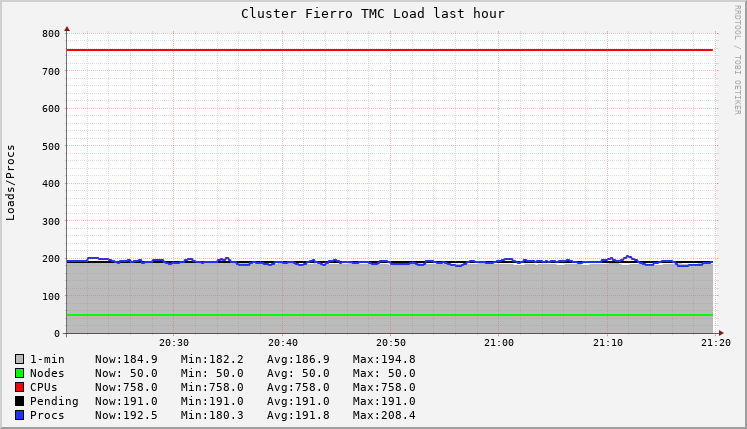 Cluster Fierro TMC Load last hour
RRDTOOL / TOBI OETIKER
Loads/Procs
800
700
600
500
400
300
200
100
0
20:30 20:40 20:50 21:00 21:10 21:20
1-min Now:184.9 Min:182.2 Avg:186.9 Max:194.8
Nodes Now: 50.0 Min: 50.0 Avg: 50.0 Max: 50.0
CPUs Now:758.0 Min:758.0 Avg:758.0 Max:758.0
Pending Now:191.0 Min:191.0 Avg:191.0 Max:191.0
Procs Now:192.5 Min:180.3 Avg:191.8 Max:208.4